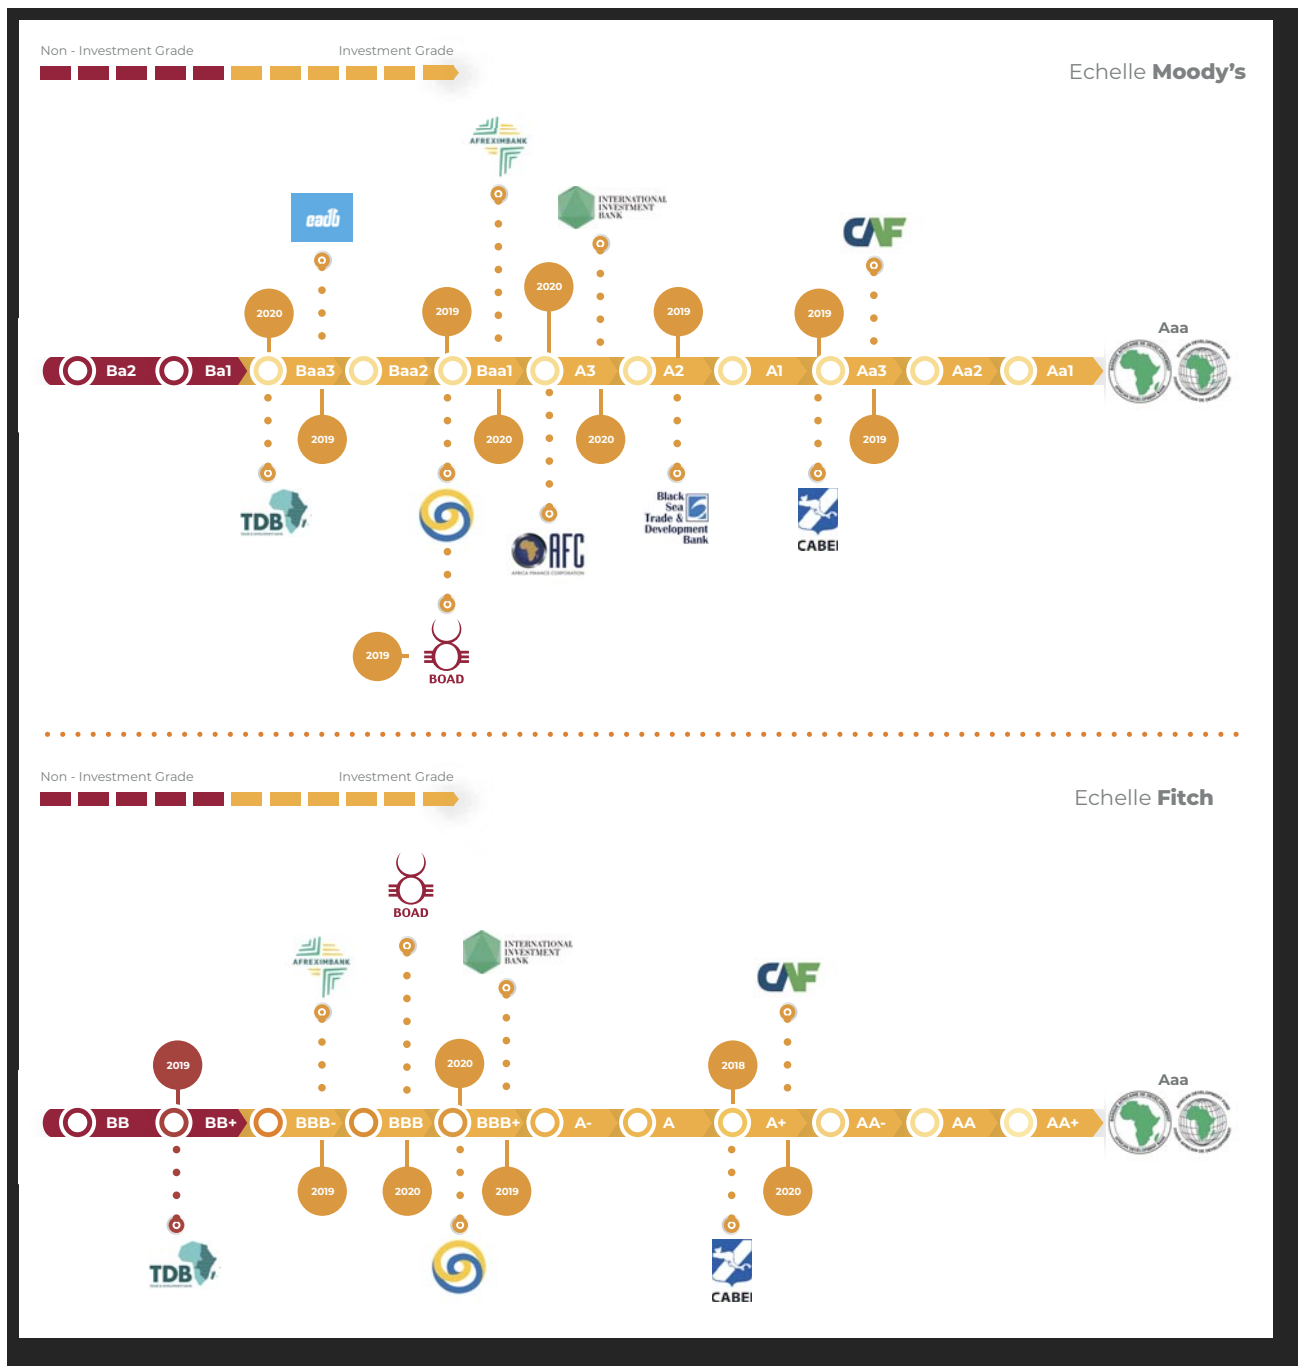 Non - Investment Grade
Investment Grade
Echelle Moody's
AFREXIMBANK
eadb
INTERNATIONAL
INVESTMENT
BANK
CAF
2020
2019
2020
2019
2019
Aaa
Ba2
Ba1
Baa3
Baa2
Baa1
A3
A2
A1
Aa3
Aa2
Aa1
2019
2020
2020
2019
TDB
Black
Sea
Trade &
Development
Bank
CABEI
AFC
AFRICA FINANCE CORPORATION
2019
BOAD
Non - Investment Grade
Investment Grade
Echelle Fitch
BOAD
AFREXIMBANK
INTERNATIONAL
INVESTMENT
BANK
CAF
2019
2020
2018
Aaa
BB
BB+
BBB-
BBB
BBB+
A-
A
A+
AA-
AA
AA+
2019
2020
2019
2020
TDB
CABEI